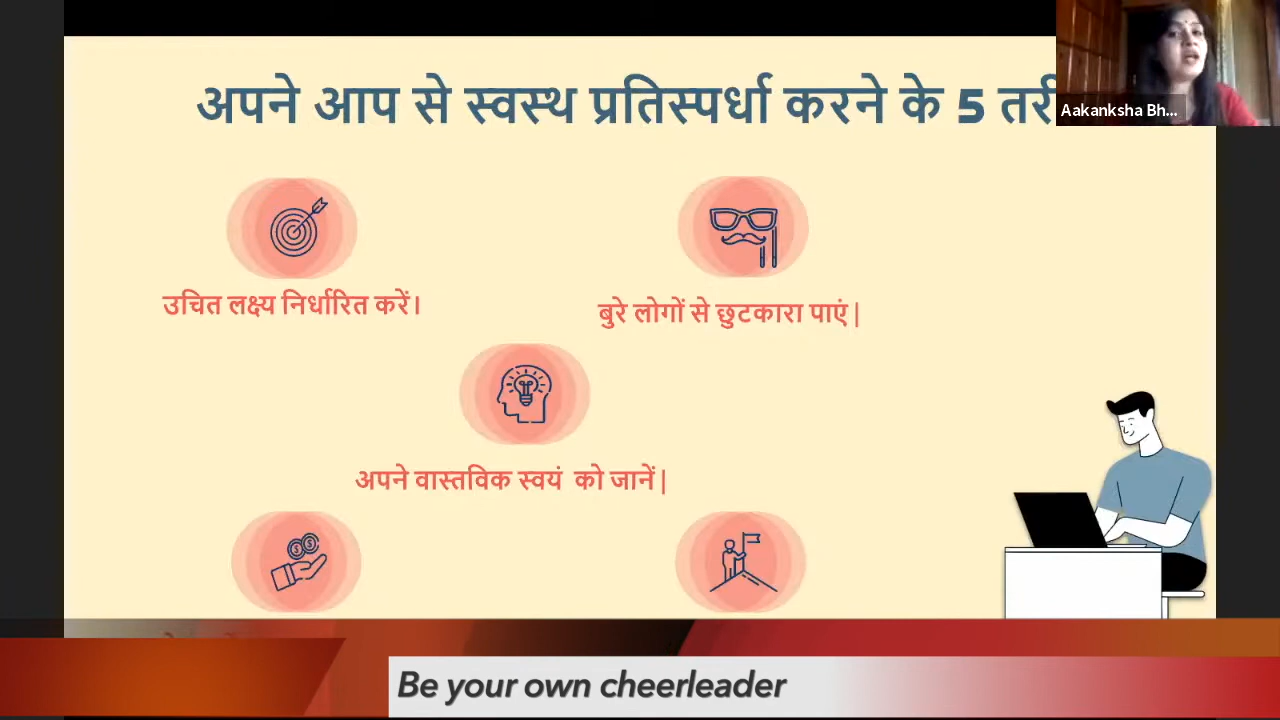 अपने आप से स्वस्थ प्रतिस्पर्धा करने के 5
Aakanksha Bh...
उचित लक्ष्य निर्धारित करें।
बुरे लोगों से छुटकारा पाएं |
अपने वास्तविक स्वयं को जानें |
Be your own cheerleader